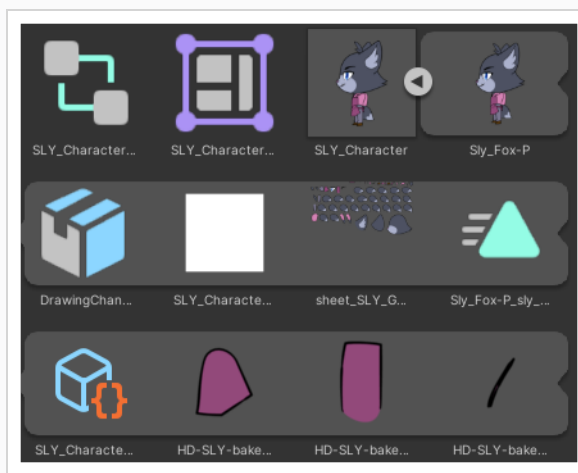 SLY_Character...
SLY_Character...
SLY_Character
Sly_Fox-P
DrawingChan...
SLY_Characte...
sheet_SLY_G...
Sly_Fox-P_sly_...
SLY_Characte...
HD-SLY-bake...
HD-SLY-bake...
HD-SLY-bake...